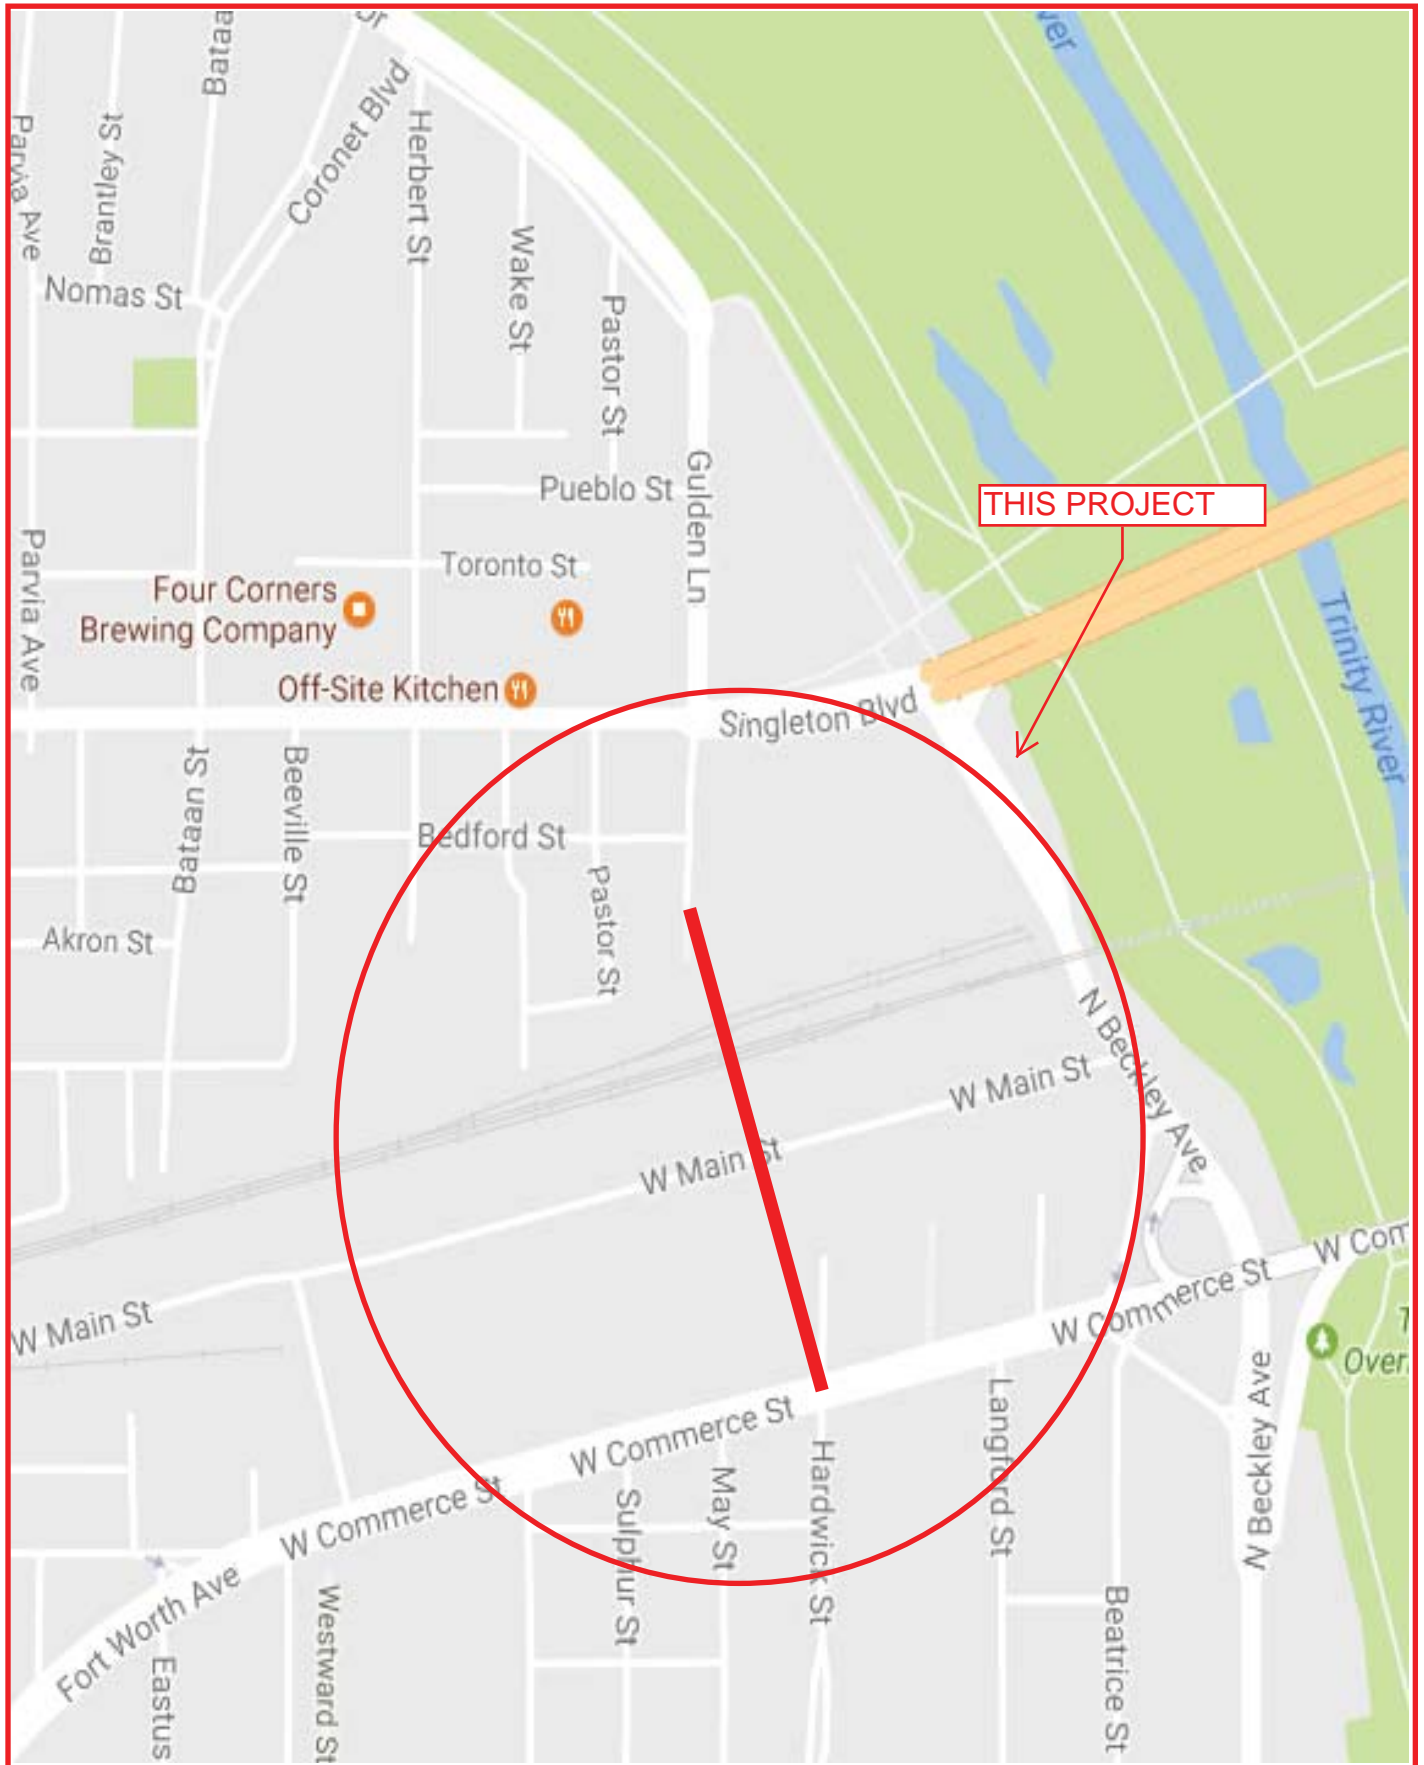 or
ver
Bataa
Coronet Blvd
Parvia Ave
Brantley St
Herbert St
Nomas St
Wake St
Pastor St
Gulden Ln
Pueblo St
THIS PROJECT
Parvia Ave
Toronto St
Four Corners
Brewing Company
Trinity River
Off-Site Kitchen
Singleton Blvd
Bataan St
Beeville St
Bedford St
Pastor St
Akron St
N Beckley Ave
W Main St
W Main St
W Main St
W Com
W Commerce St
Over
N Beckley Ave
W Commerce St
Langford St
Hardwick St
May St
Sulphur St
W Commerce St
Fort Worth Ave
Westward St
Beatrice St
Eastus